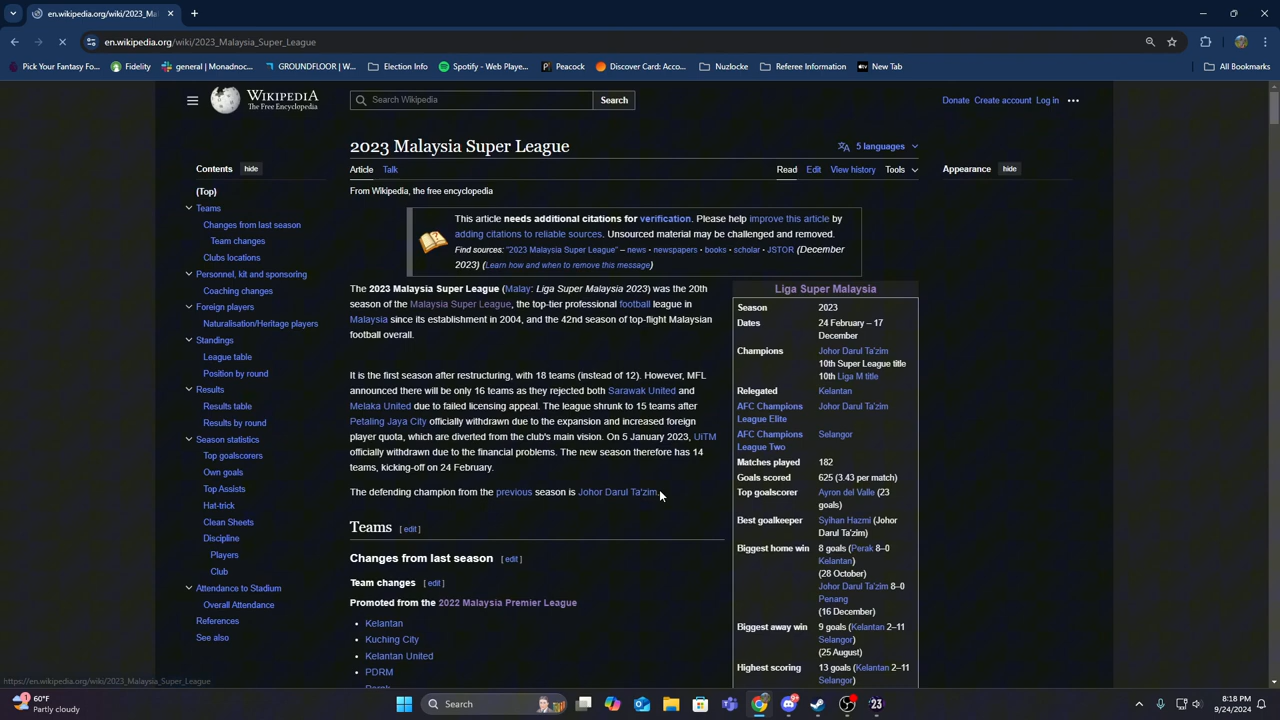 en.wikipedia.org/wiki/2023_Ma
en.wikipedia.org/wiki/2023_Malaysia_Super_League
Pick Your Fantasy Fo... Fidelity general | Monadnoc... GROUNDFLOOR | W... Election Info Spotify - Web Playe... Peacock Discover Card: Acco... Nuzlocke Referee Information New Tab All Bookmarks
WIKIPEDIA
The Free Encyclopedia
Search Wikipedia Search
Donate Create account Log in
2023 Malaysia Super League
5 languages
Contents hide
Article Talk Read Edit View history Tools
Appearance hide
(Top)
Teams
Changes from last season
Team changes
Clubs locations
Personnel, kit and sponsoring
Coaching changes
Foreign players
Naturalisation/Heritage players
Standings
League table
Position by round
Results
Results table
Results by round
Season statistics
Top goalscorers
Own goals
Top Assists
Hat-trick
Clean Sheets
Discipline
Players
Club
Attendance to Stadium
Overall Attendance
References
See also
From Wikipedia, the free encyclopedia
This article needs additional citations for verification. Please help improve this article by
adding citations to reliable sources. Unsourced material may be challenged and removed.
Find sources: "2023 Malaysia Super League" – news · newspapers · books · scholar · JSTOR (December
2023) (Learn how and when to remove this message)
The 2023 Malaysia Super League (Malay: Liga Super Malaysia 2023) was the 20th
season of the Malaysia Super League, the top-tier professional football league in
Malaysia since its establishment in 2004, and the 42nd season of top-flight Malaysian
football overall.
It is the first season after restructuring, with 18 teams (instead of 12). However, MFL
announced there will be only 16 teams as they rejected both Sarawak United and
Melaka United due to failed licensing appeal. The league shrunk to 15 teams after
Petaling Jaya City officially withdrawn due to the expansion and increased foreign
player quota, which are diverted from the club's main vision. On 5 January 2023, UiTM
officially withdrawn due to the financial problems. The new season therefore has 14
teams, kicking-off on 24 February.
The defending champion from the previous season is Johor Darul Ta'zim.
Teams [ edit ]
Changes from last season [ edit ]
Team changes [ edit ]
Promoted from the 2022 Malaysia Premier League
• Kelantan
• Kuching City
• Kelantan United
• PDRM
Liga Super Malaysia
Season 2023
Dates 24 February – 17
December
Champions Johor Darul Ta'zim
10th Super League title
10th Liga M title
Relegated Kelantan
AFC Champions Johor Darul Ta'zim
League Elite
AFC Champions Selangor
League Two
Matches played 182
Goals scored 625 (3.43 per match)
Top goalscorer Ayron del Valle (23
goals)
Best goalkeeper Syihan Hazmi (Johor
Darul Ta'zim)
Biggest home win 8 goals (Perak 8–0
Kelantan)
(28 October)
Johor Darul Ta'zim 8–0
Penang
(16 December)
Biggest away win 9 goals (Kelantan 2–11
Selangor)
(25 August)
Highest scoring 13 goals (Kelantan 2–11
Selangor)
https://en.wikipedia.org/wiki/2023_Malaysia_Super_League
1
60°F
Partly cloudy
Search
23
8:18 PM
9/24/2024